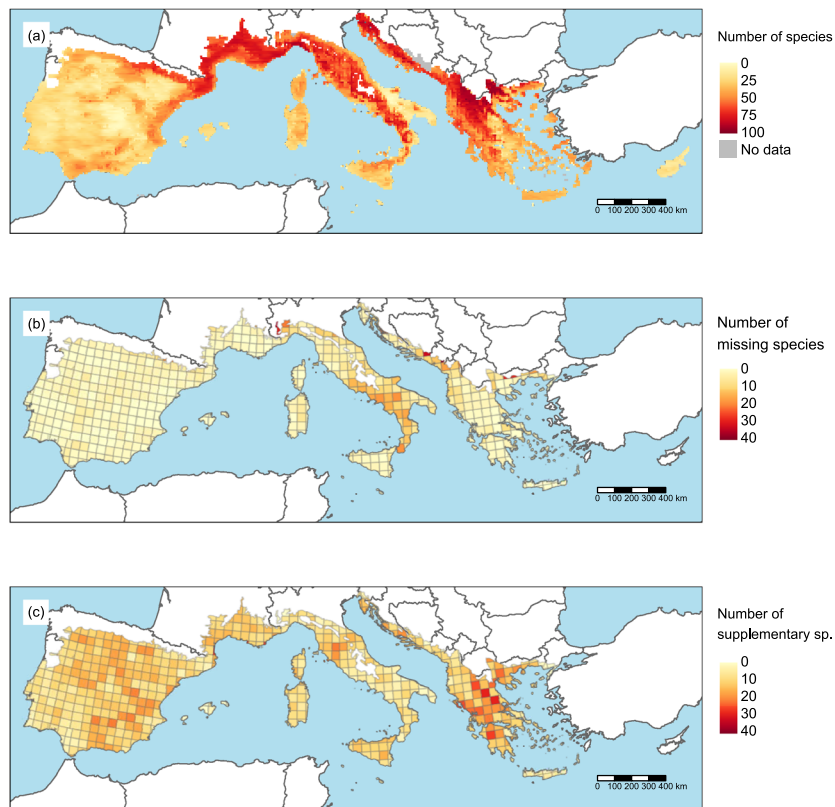 (a)
Number of species
0
25
50
75
100
No data
0 100 200 300 400 km
(b)
Number of
missing species
0
10
20
30
40
0 100 200 300 400 km
(c)
Number of
supplementary sp.
0
10
20
30
40
0 100 200 300 400 km